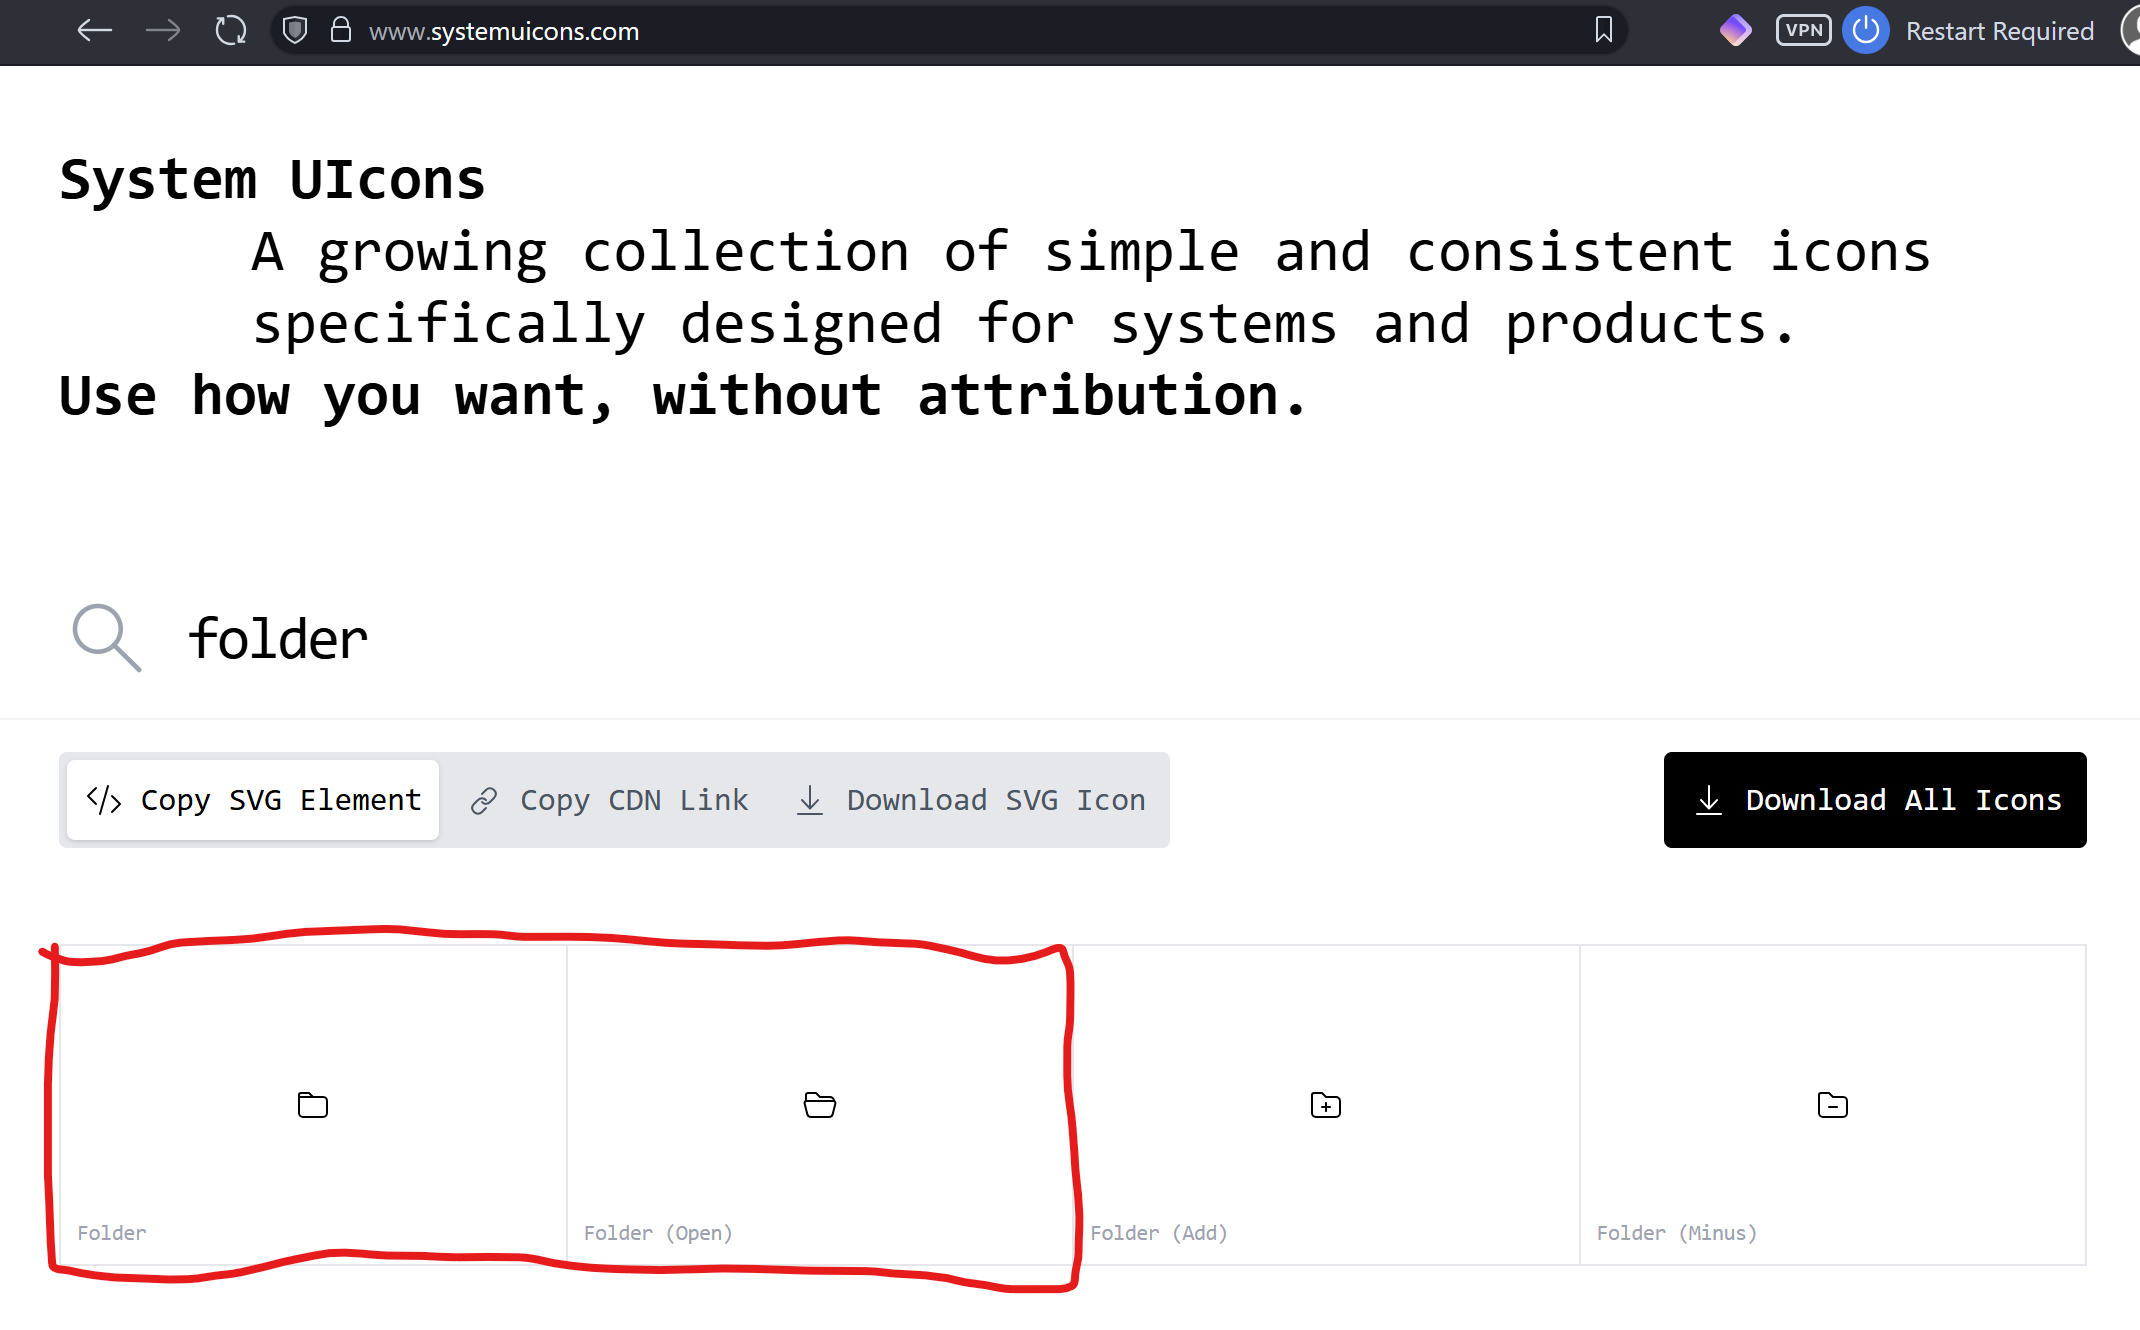 www.systemuicons.com
VPN
Restart Required
System UIcons
A growing collection of simple and consistent icons
specifically designed for systems and products.
Use how you want, without attribution.
folder
Copy SVG Element
Copy CDN Link
Download SVG Icon
Download All Icons
Folder
Folder (Open)
Folder (Add)
Folder (Minus)